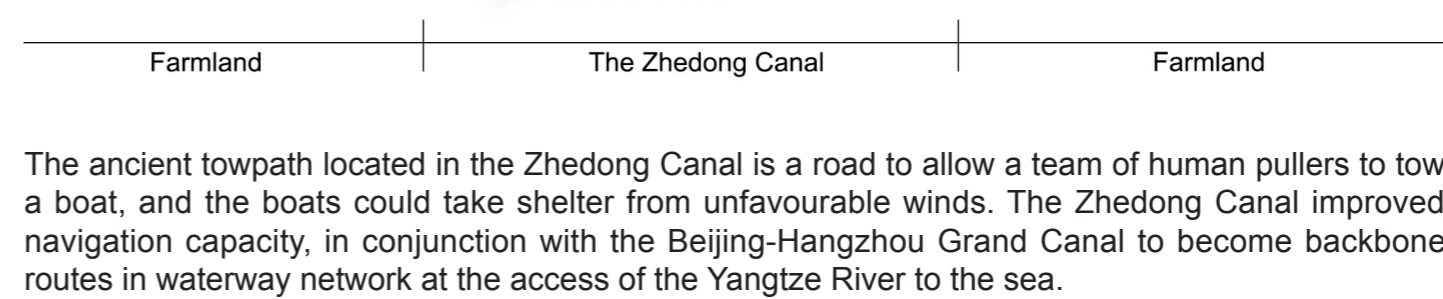 Farmland The Zhedong Canal Farmland
The ancient towpath located in the Zhedong Canal is a road to allow a team of human pullers to tow
a boat, and the boats could take shelter from unfavourable winds. The Zhedong Canal improved
navigation capacity, in conjunction with the Beijing-Hangzhou Grand Canal to become backbone
routes in waterway network at the access of the Yangtze River to the sea.